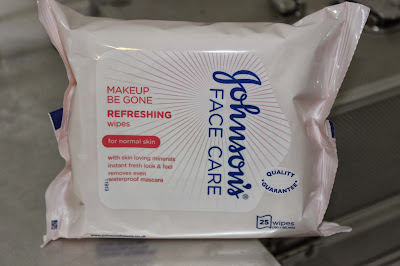 MAKEUP
BE GONE
REFRESHING
wipes
for normal skin
with skin loving minerals
instant fresh look & feel
removes even
waterproof mascara
Johnson's®
FACE CARE
QUALITY
GUARANTEE
25 wipes